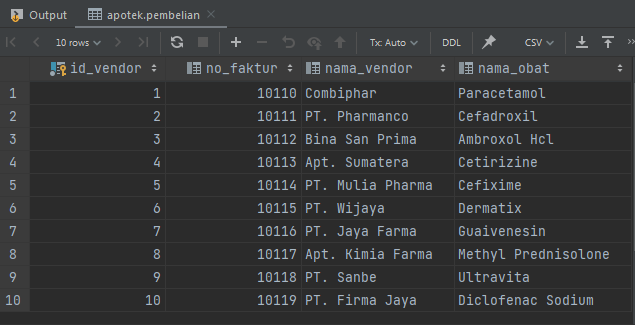 Output apotek.pembelian
10 rows Tx: Auto DDL CSV
id_vendor no_faktur nama_vendor nama_obat
1 1 10110 Combiphar Paracetamol
2 2 10111 PT. Pharmanco Cefadroxil
3 3 10112 Bina San Prima Ambroxol Hcl
4 4 10113 Apt. Sumatera Cetirizine
5 5 10114 PT. Mulia Pharma Cefixime
6 6 10115 PT. Wijaya Dermatix
7 7 10116 PT. Jaya Farma Guaivenesin
8 8 10117 Apt. Kimia Farma Methyl Prednisolone
9 9 10118 PT. Sanbe Ultravita
10 10 10119 PT. Firma Jaya Diclofenac Sodium